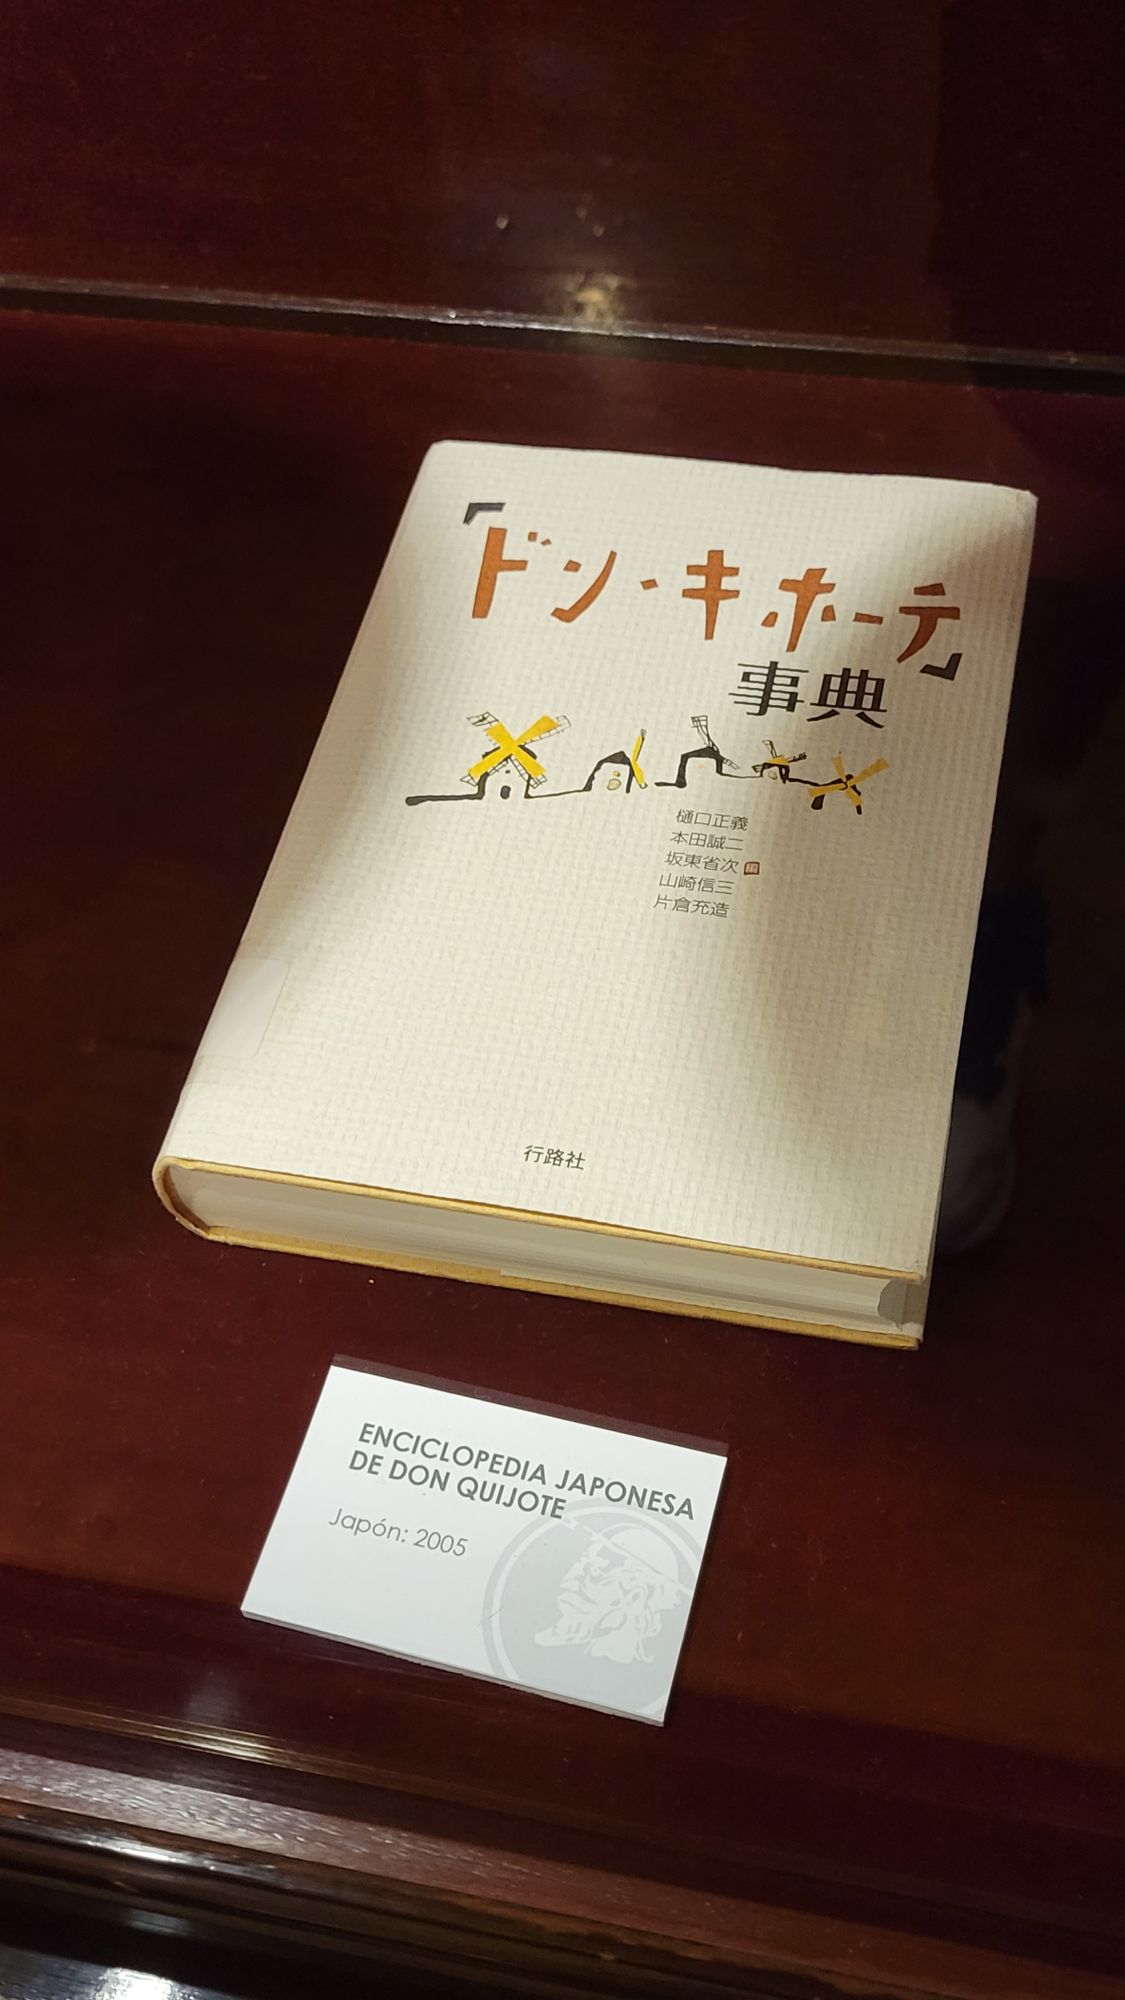 『ドン・キホーテ』
事典
樋口正義
本田誠二
坂東省次 編
山崎信三
片倉充造
行路社
ENCICLOPEDIA JAPONESA
DE DON QUIJOTE
Japón: 2005